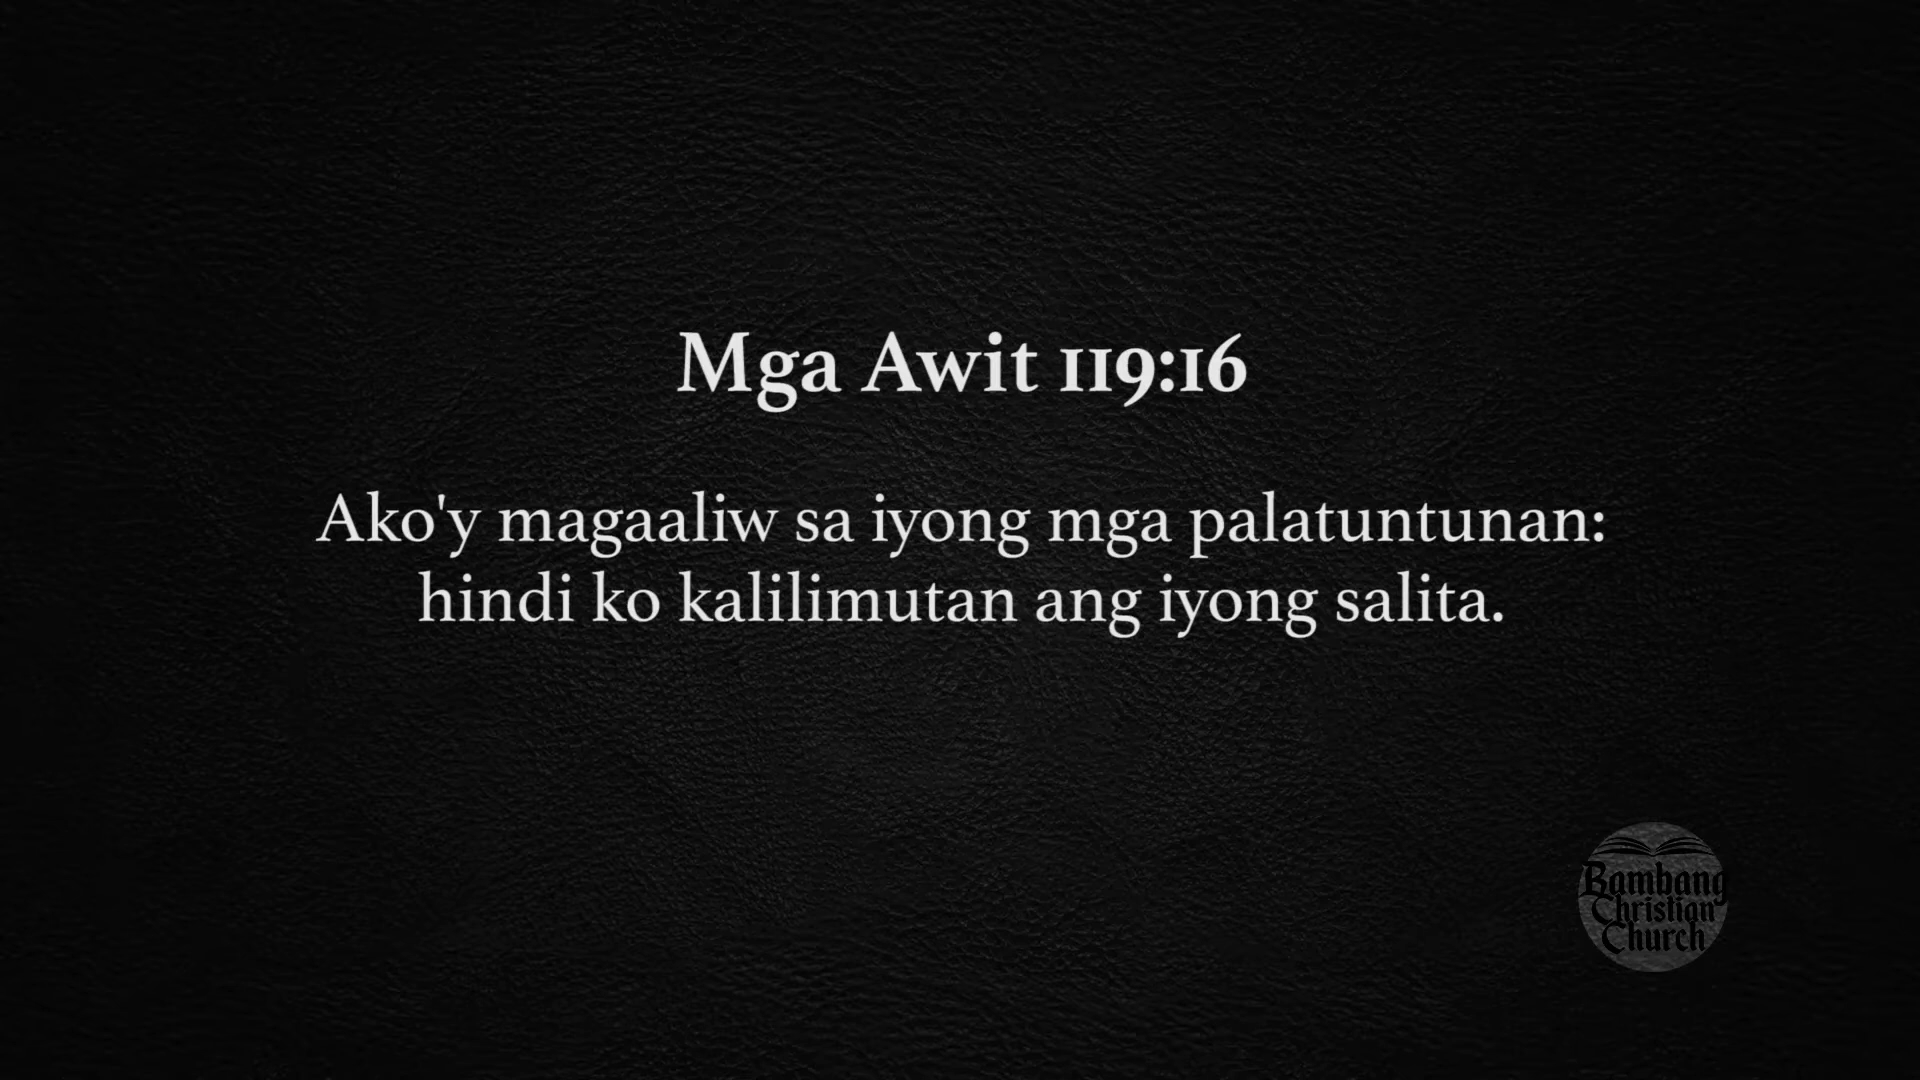 Mga Awit 119:16
Ako'y magaaliw sa iyong mga palatuntunan:
hindi ko kalilimutan ang iyong salita.
Bambang
Christian
Church